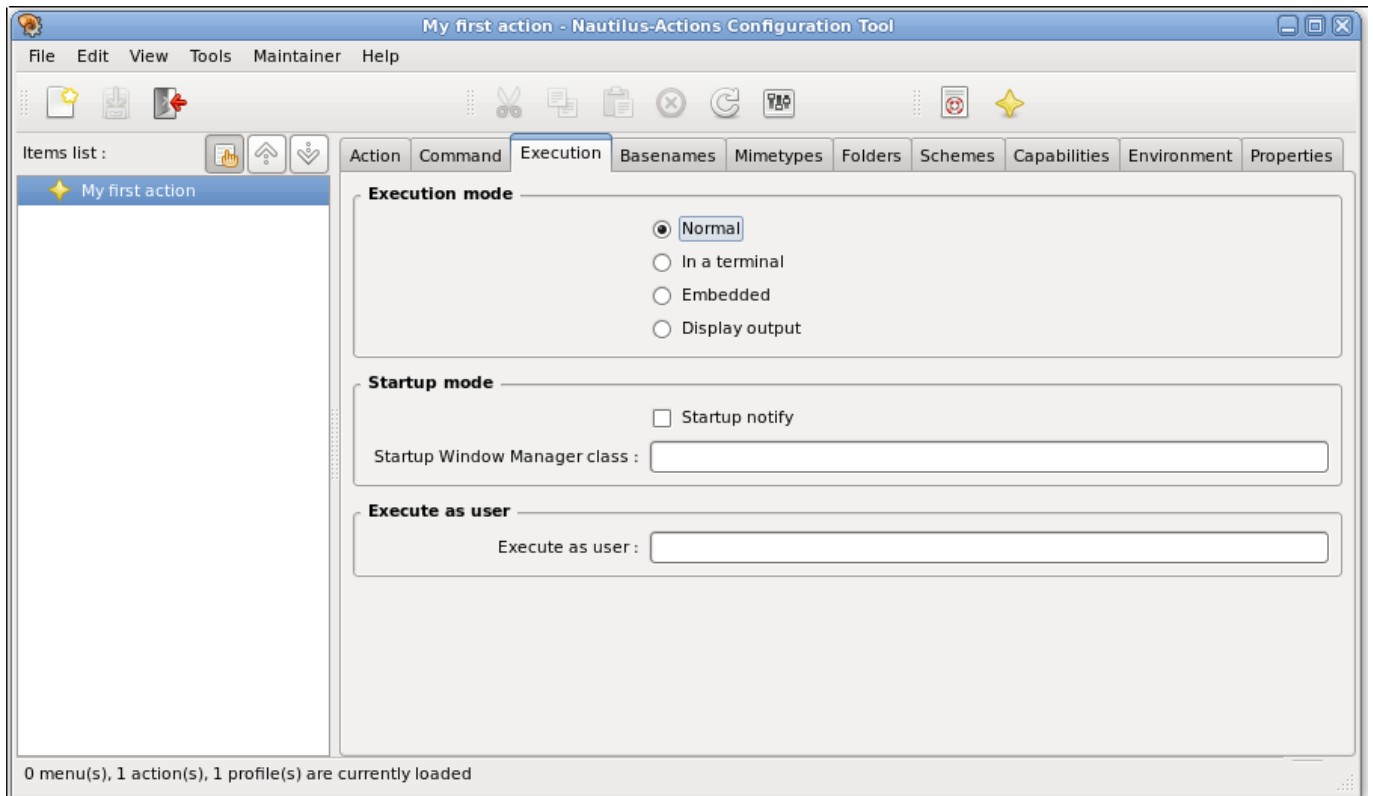 My first action - Nautilus-Actions Configuration Tool
File Edit View Tools Maintainer Help
Items list :
Action Command Execution Basenames Mimetypes Folders Schemes Capabilities Environment Properties
My first action
Execution mode
Normal
In a terminal
Embedded
Display output
Startup mode
Startup notify
Startup Window Manager class :
Execute as user
Execute as user :
0 menu(s), 1 action(s), 1 profile(s) are currently loaded